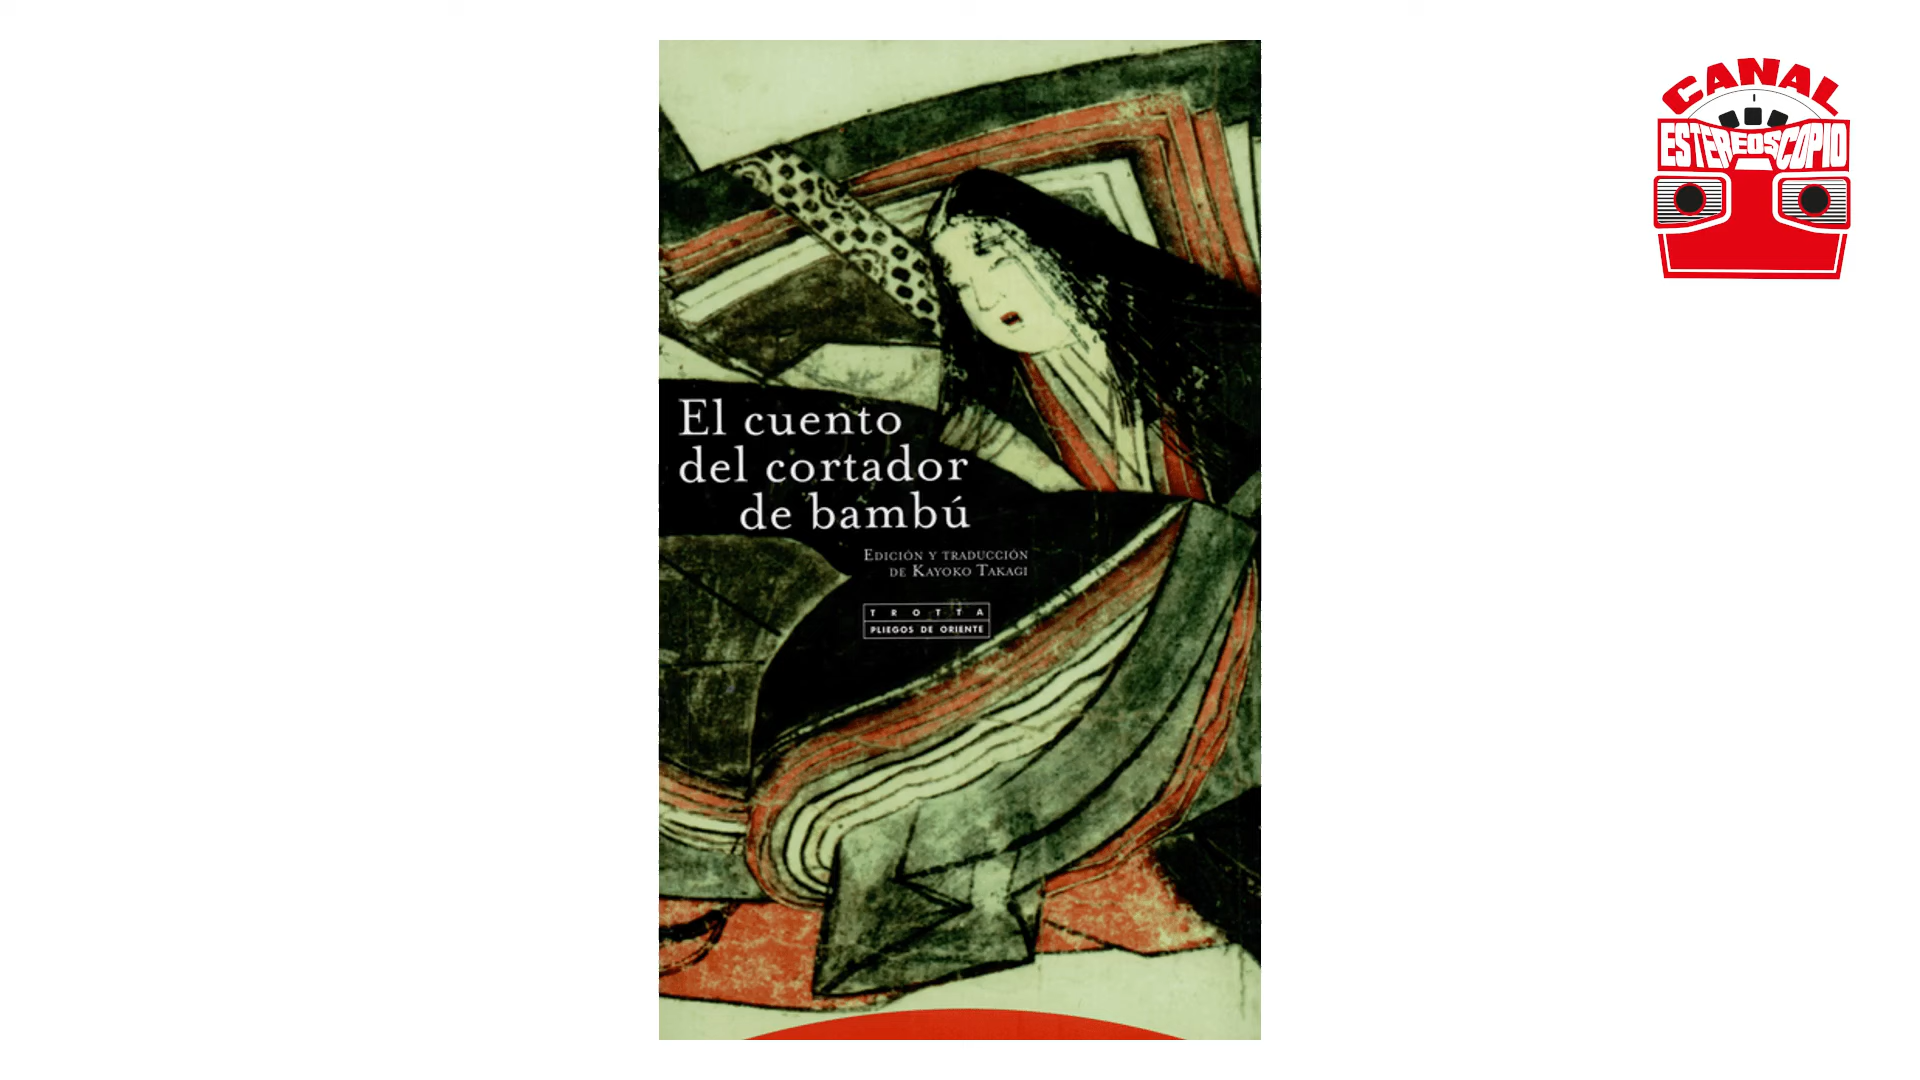 El cuento
del cortador
de bambú
Edición y traducción
de Kayoko Takagi
TROTTA
PLIEGOS DE ORIENTE
CANAL
ESTEREOSCOPIO